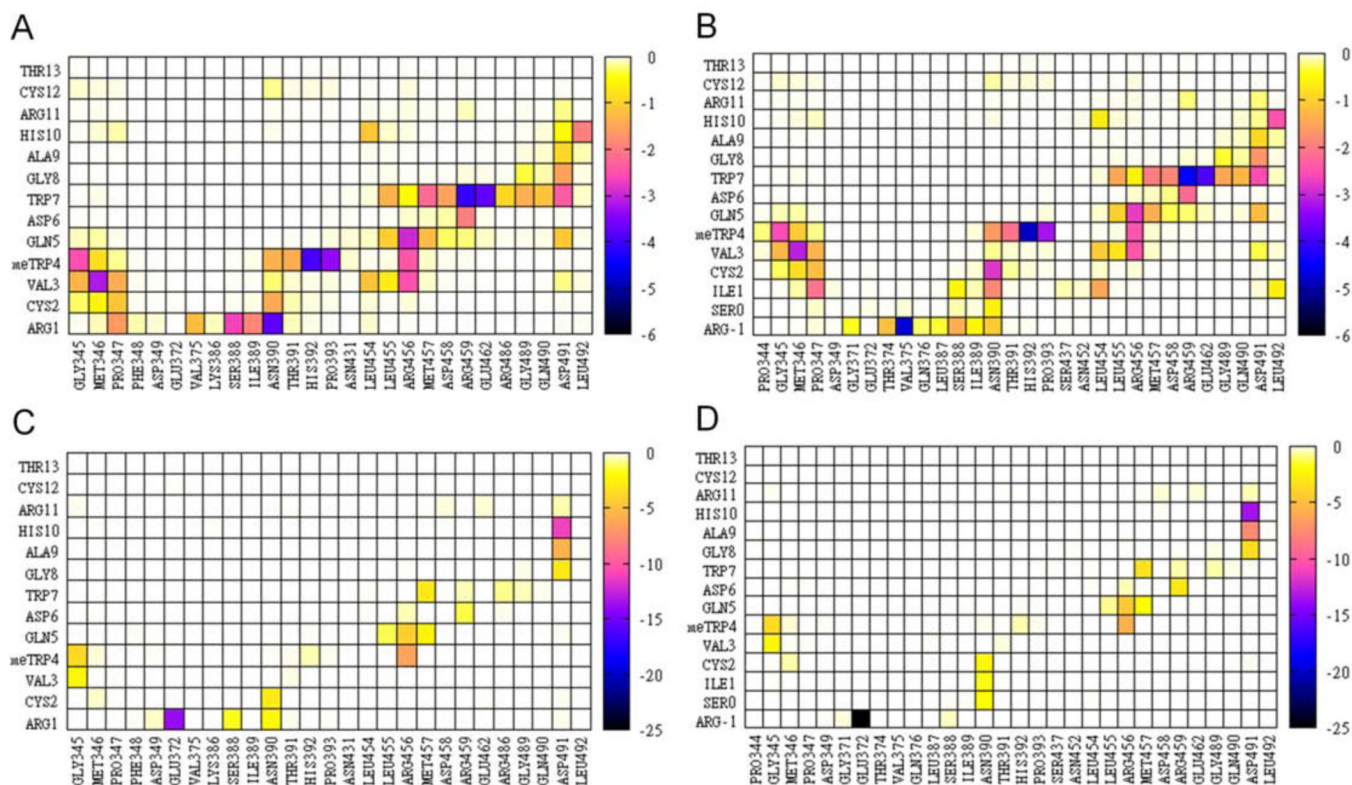 A
THR13
CYS12
ARG11
HIS10
ALA9
GLY8
TRP7
ASP6
GLN5
meTRP4
VAL3
CYS2
ARG1
GLY345 MET346 PRO347 PHE348 ASP349 GLU372 VAL375 LYS386 SER388 ILE389 ASN390 THR391 HIS392 PRO393 ASN431 LEU454 LEU455 ARG456 MET457 ASP458 ARG459 GLU462 ARG486 GLY489 GLN490 ASP491 LEU492
0
-1
-2
-3
-4
-5
-6
B
THR13
CYS12
ARG11
HIS10
ALA9
GLY8
TRP7
ASP6
GLN5
meTRP4
VAL3
CYS2
ILE1
SER0
ARG-1
PRO344 GLY345 MET346 PRO347 ASP349 GLY371 GLU372 THR374 VAL375 GLN376 LEU387 SER388 ILE389 ASN390 THR391 HIS392 PRO393 SER437 ASN452 LEU454 LEU455 ARG456 MET457 ASP458 ARG459 GLU462 GLY489 GLN490 ASP491 LEU492
0
-1
-2
-3
-4
-5
-6
C
THR13
CYS12
ARG11
HIS10
ALA9
GLY8
TRP7
ASP6
GLN5
meTRP4
VAL3
CYS2
ARG1
GLY345 MET346 PRO347 PHE348 ASP349 GLU372 VAL375 LYS386 SER388 ILE389 ASN390 THR391 HIS392 PRO393 ASN431 LEU454 LEU455 ARG456 MET457 ASP458 ARG459 GLU462 ARG486 GLY489 GLN490 ASP491 LEU492
0
-5
-10
-15
-20
-25
D
THR13
CYS12
ARG11
HIS10
ALA9
GLY8
TRP7
ASP6
GLN5
meTRP4
VAL3
CYS2
ILE1
SER0
ARG-1
PRO344 GLY345 MET346 PRO347 ASP349 GLY371 GLU372 THR374 VAL375 GLN376 LEU387 SER388 ILE389 ASN390 THR391 HIS392 PRO393 SER437 ASN452 LEU454 LEU455 ARG456 MET457 ASP458 ARG459 GLU462 GLY489 GLN490 ASP491 LEU492
0
-5
-10
-15
-20
-25